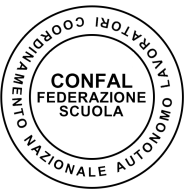 COORDINAMENTO NAZIONALE AUTONOMO LAVORATORI
CONFAL
FEDERAZIONE
SCUOLA